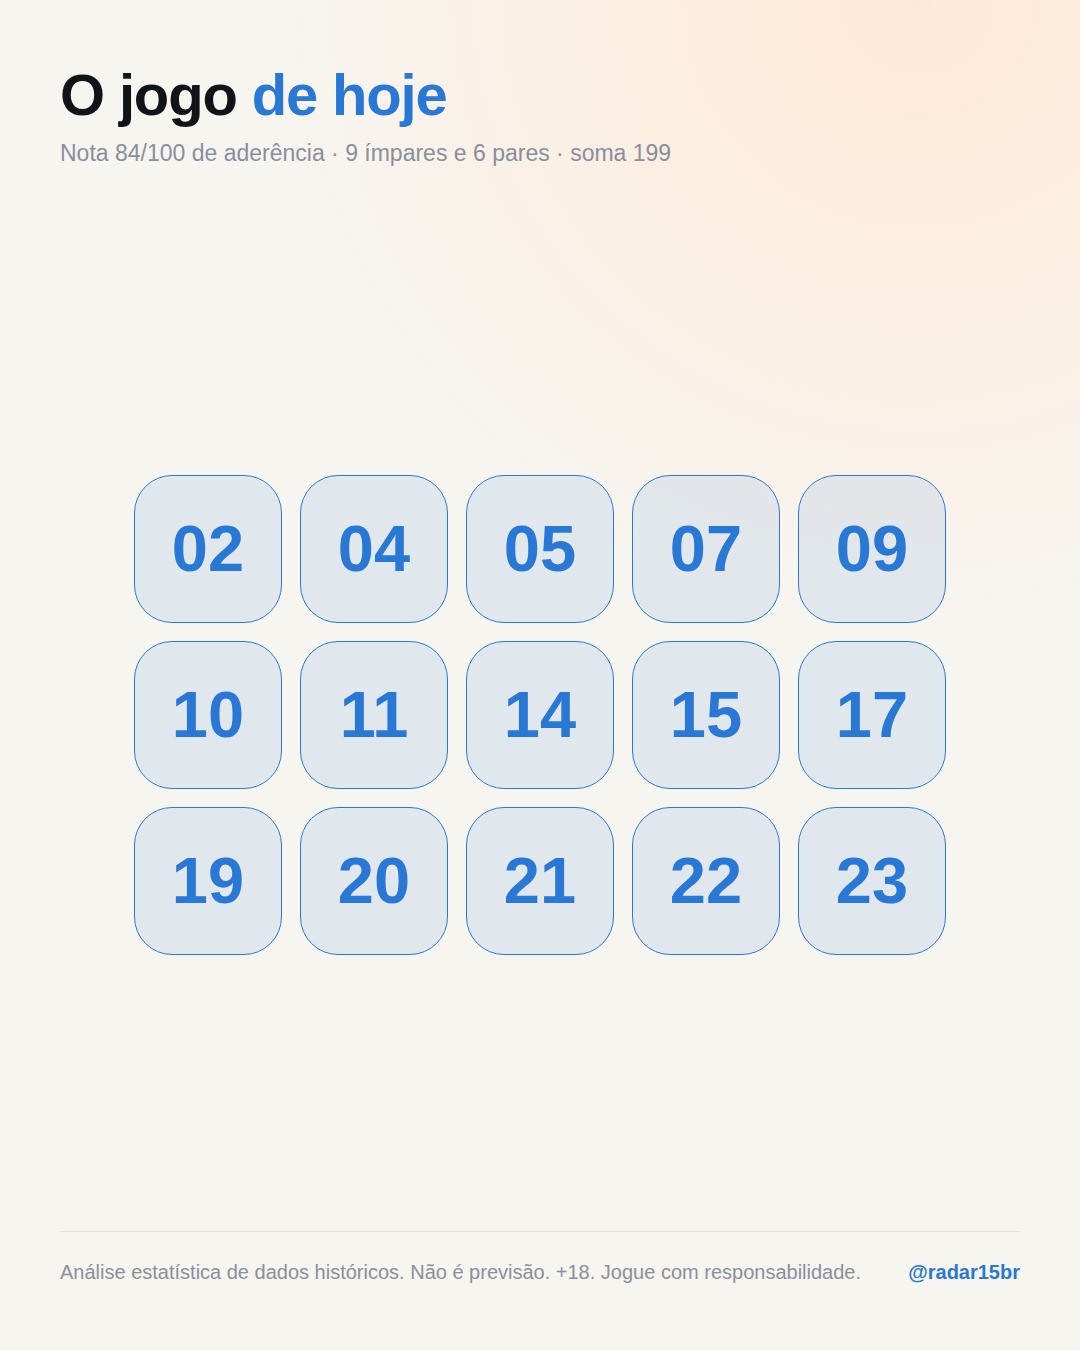 O jogo de hoje
Nota 84/100 de aderência · 9 ímpares e 6 pares · soma 199
02 04 05 07 09
10 11 14 15 17
19 20 21 22 23
Análise estatística de dados históricos. Não é previsão. +18. Jogue com responsabilidade. @radar15br